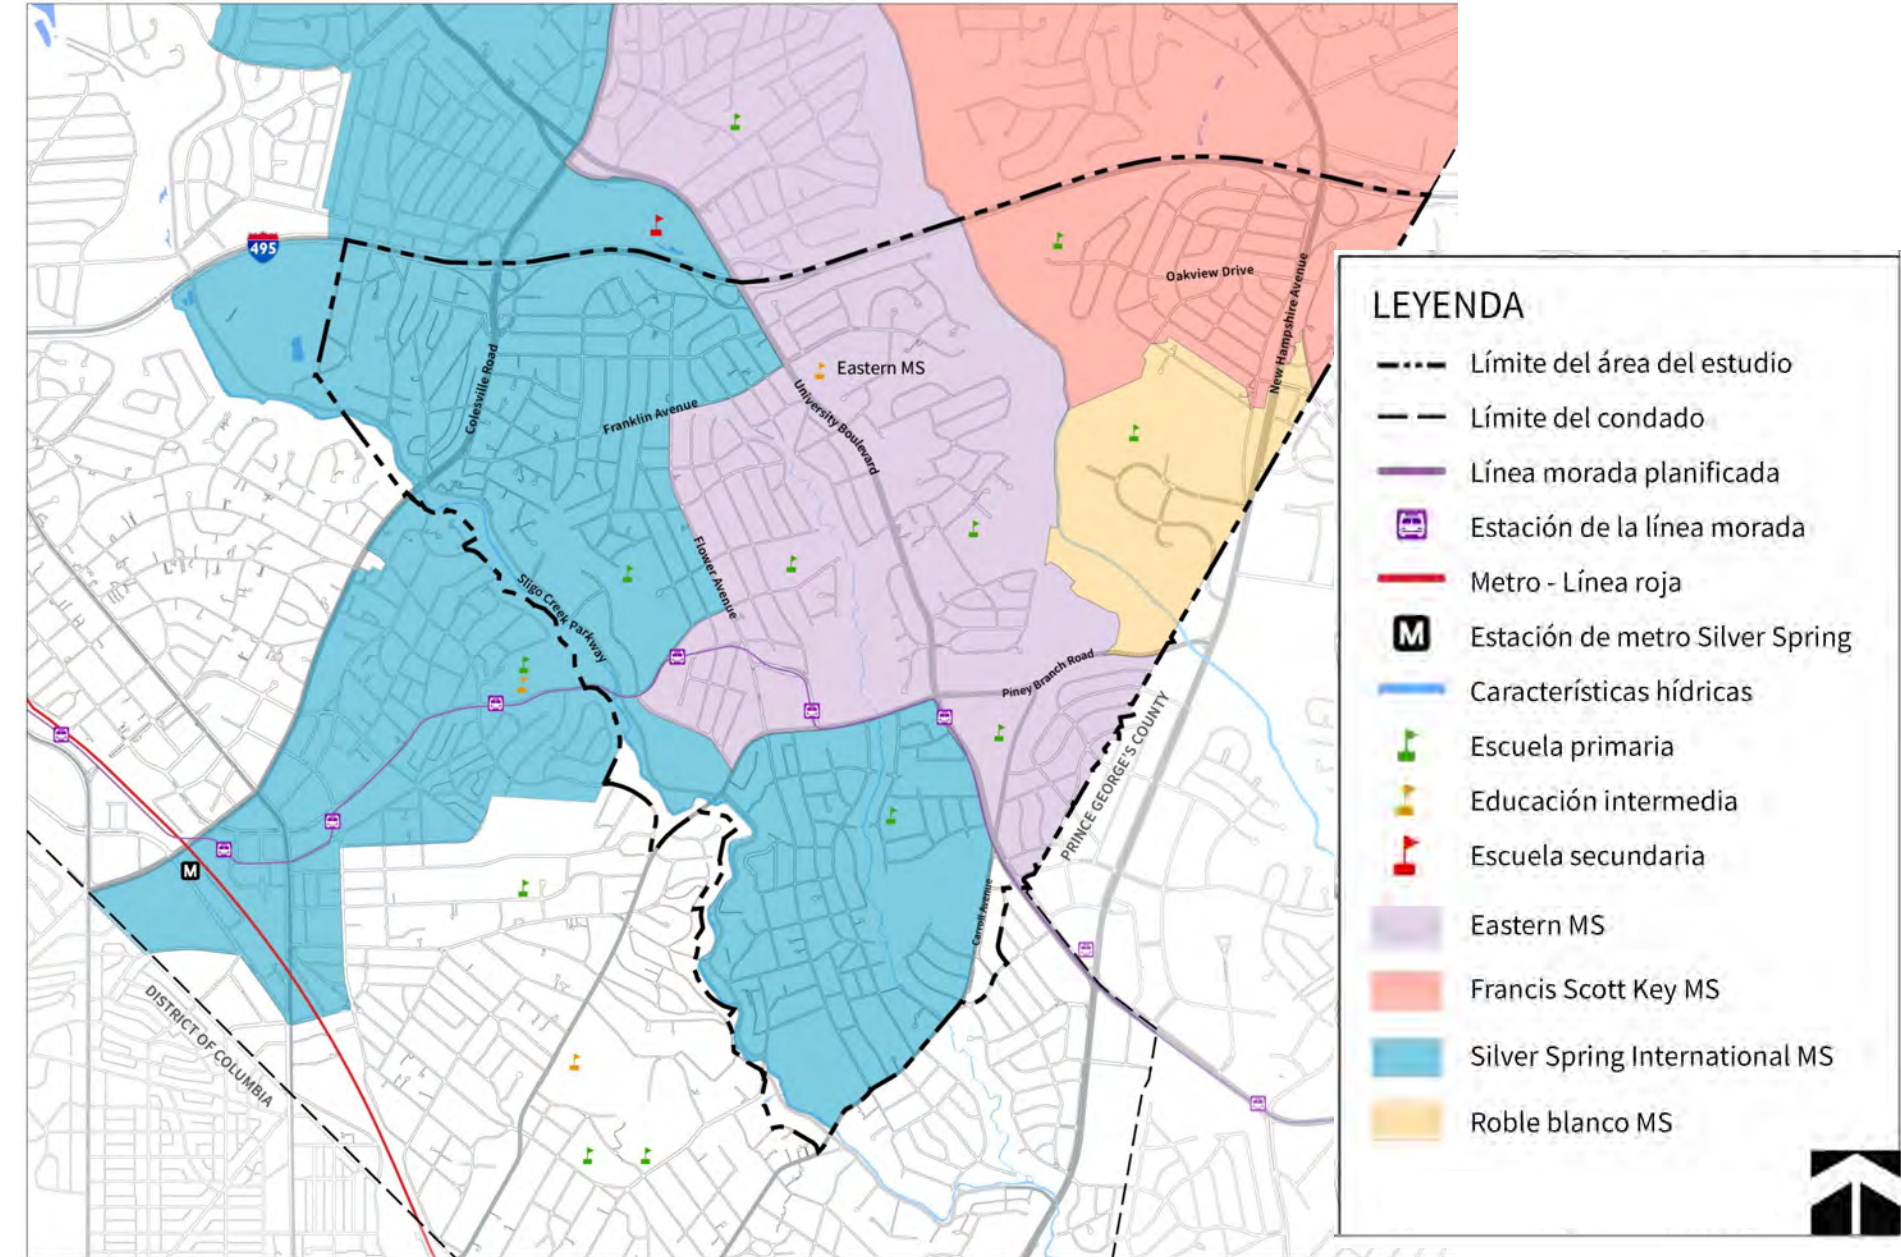 495
Oakview Drive
New Hampshire Avenue
Colesville Road
Eastern MS
University Boulevard
Franklin Avenue
Flower Avenue
Sligo Creek Parkway
Piney Branch Road
PRINCE GEORGE'S COUNTY
M
Carroll Avenue
DISTRICT OF COLUMBIA
LEYENDA
Límite del área del estudio
Límite del condado
Línea morada planificada
Estación de la línea morada
Metro - Línea roja
M
Estación de metro Silver Spring
Características hídricas
Escuela primaria
Educación intermedia
Escuela secundaria
Eastern MS
Francis Scott Key MS
Silver Spring International MS
Roble blanco MS